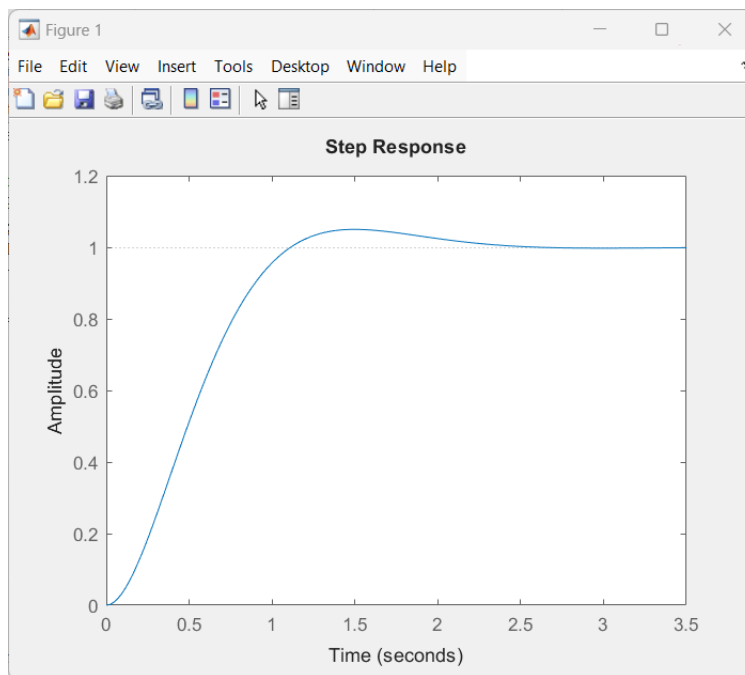 Figure 1
File Edit View Insert Tools Desktop Window Help
Step Response
1.2
1
0.8
0.6
0.4
0.2
0
Amplitude
0 0.5 1 1.5 2 2.5 3 3.5
Time (seconds)